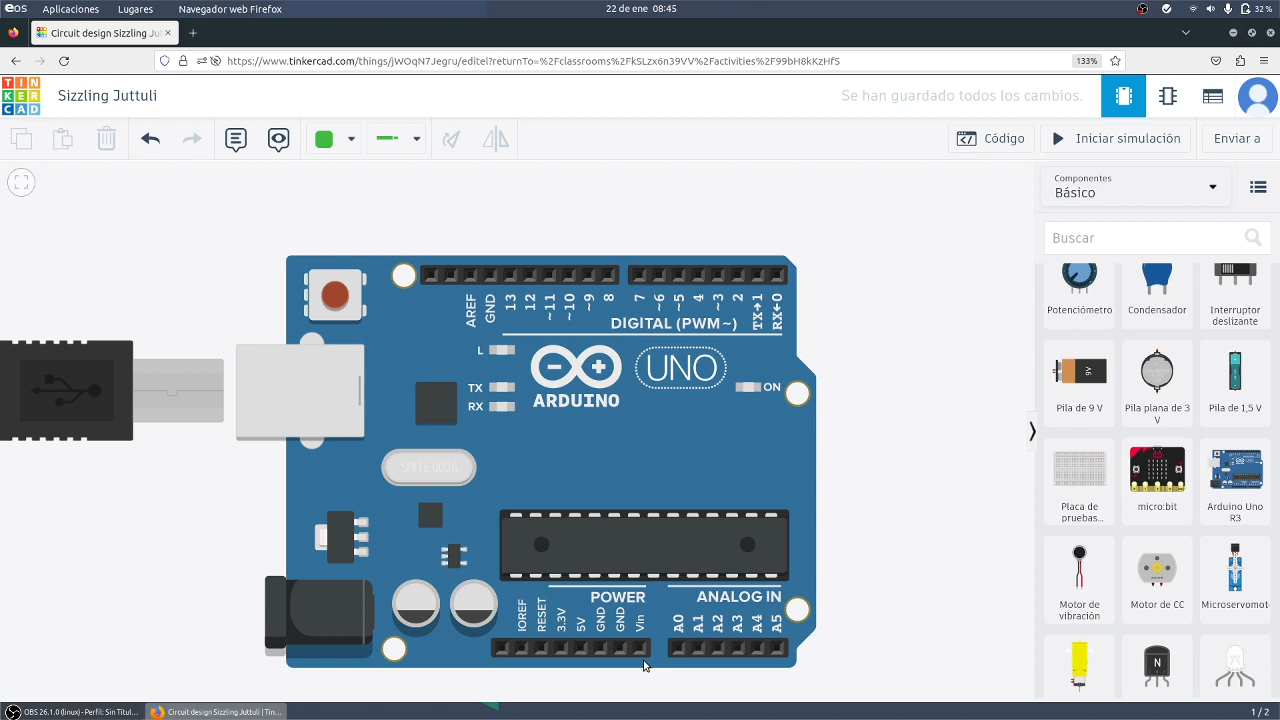 eos Aplicaciones Lugares Navegador web Firefox 22 de ene 08:45 32 %
Circuit design Sizzling Jut
https://www.tinkercad.com/things/jWOqN7Jegru/editel?returnTo=%2Fclassrooms%2FkSLzx6n39VV%2Factivities%2F99bH8kKzHfS 133%
TIN
KER
CAD
Sizzling Juttuli Se han guardado todos los cambios.
Código Iniciar simulación Enviar a
Componentes
Básico
Buscar
Potenciómetro Condensador Interruptor
deslizante
9V
Pila de 9 V Pila plana de 3
V Pila de 1,5 V
Placa de
pruebas... micro:bit Arduino Uno
R3
Motor de
vibración Motor de CC Microservomot
N
AREF GND 13 12 ~11 ~10 ~9 8 7 ~6 ~5 4 ~3 2 TX→1 RX←0
DIGITAL (PWM~)
L
TX
RX
ARDUINO
UNO
ON
SPK16.000G
POWER ANALOG IN
IOREF RESET 3.3V 5V GND GND Vin A0 A1 A2 A3 A4 A5
OBS 26.1.0 (linux) - Perfil: Sin Titul... Circuit design Sizzling Juttuli | Tin... 1 / 2